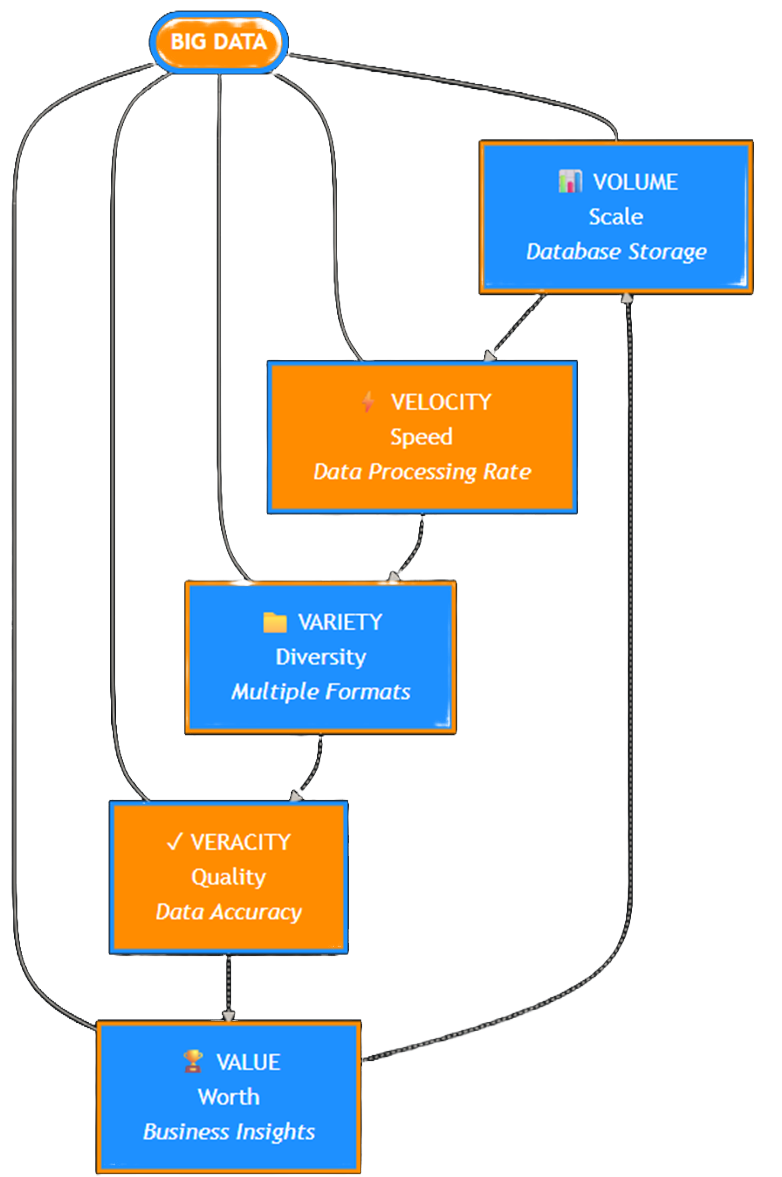 BIG DATA
📊 VOLUME
Scale
Database Storage
⚡ VELOCITY
Speed
Data Processing Rate
📁 VARIETY
Diversity
Multiple Formats
✓ VERACITY
Quality
Data Accuracy
🏆 VALUE
Worth
Business Insights